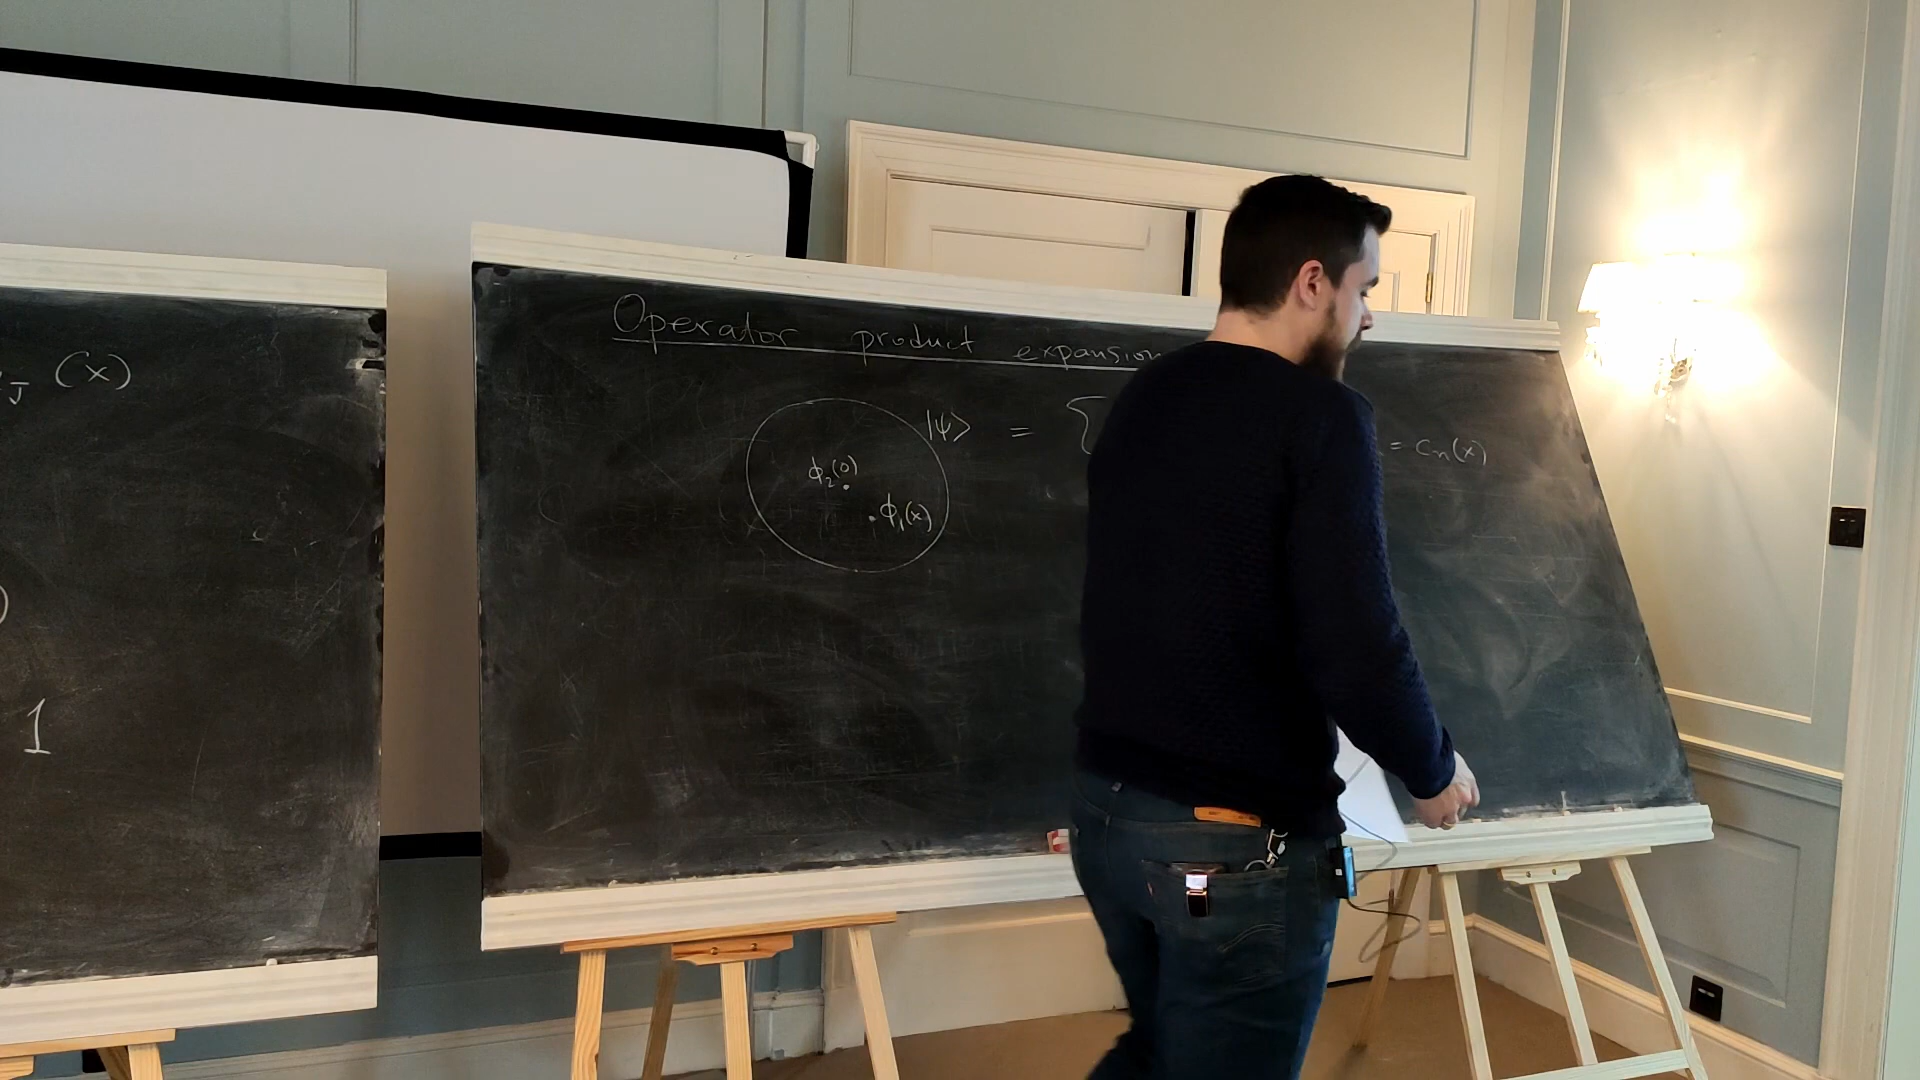 J (x)
1
Operator product expansion
|ψ⟩ = Σ = Cn(x)
ϕ₂(0)
ϕ₁(x)